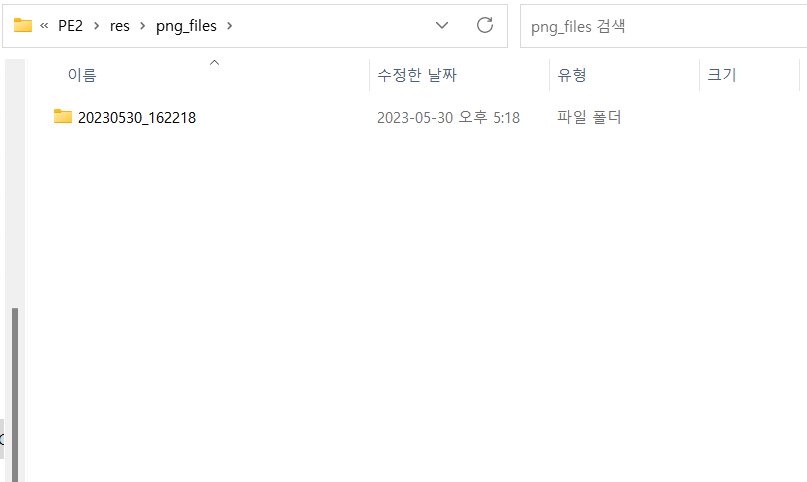 « PE2 > res > png_files >
png_files 검색
이름 수정한 날짜 유형 크기
20230530_162218 2023-05-30 오후 5:18 파일 폴더